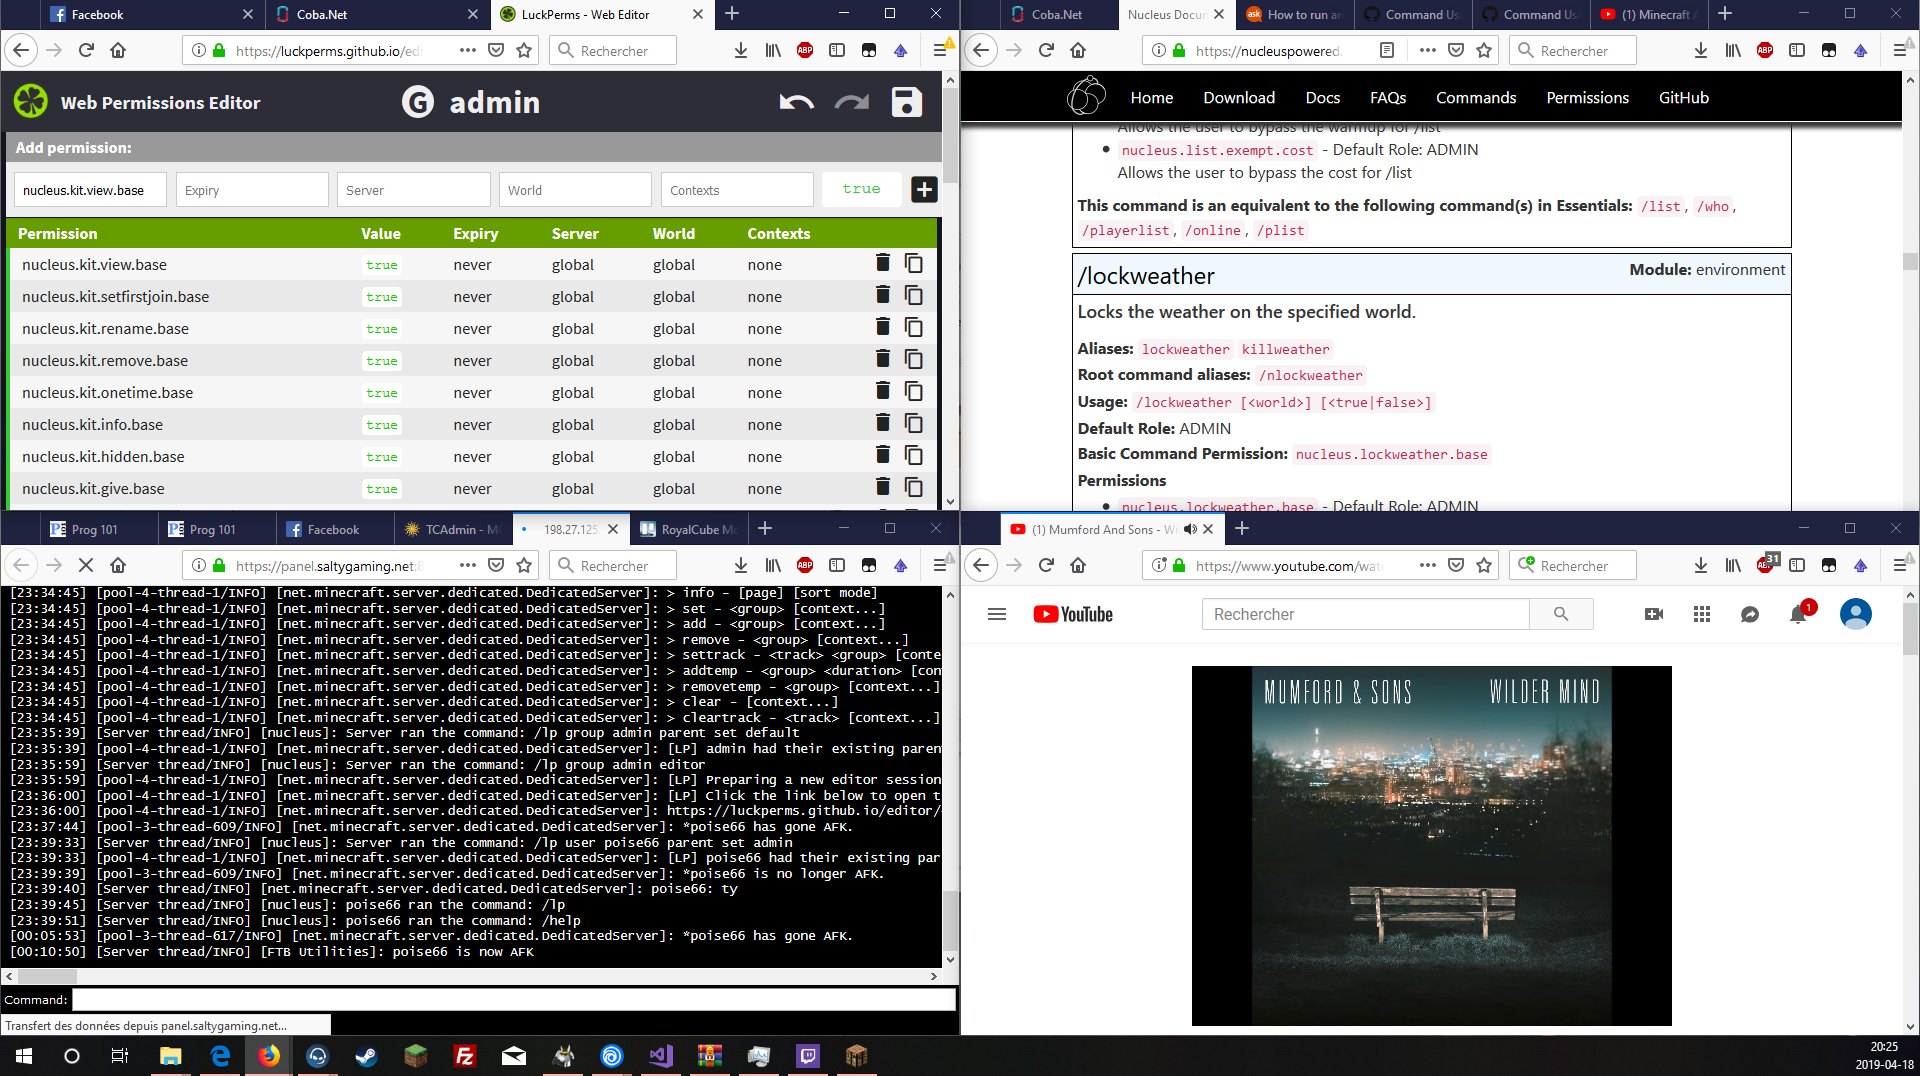 Facebook
Coba.Net
LuckPerms - Web Editor
https://luckperms.github.io/edi
Rechercher
Web Permissions Editor
G admin
Add permission:
nucleus.kit.view.base Expiry Server World Contexts true
Permission Value Expiry Server World Contexts
nucleus.kit.view.base true never global global none
nucleus.kit.setfirstjoin.base true never global global none
nucleus.kit.rename.base true never global global none
nucleus.kit.remove.base true never global global none
nucleus.kit.onetime.base true never global global none
nucleus.kit.info.base true never global global none
nucleus.kit.hidden.base true never global global none
nucleus.kit.give.base true never global global none
Coba.Net
Nucleus Docu
How to run an
Command Us
Command Us
(1) Minecraft
https://nucleuspowered.
Rechercher
Home Download Docs FAQs Commands Permissions GitHub
Allows the user to bypass the warmup for /list
nucleus.list.exempt.cost - Default Role: ADMIN
Allows the user to bypass the cost for /list
This command is an equivalent to the following command(s) in Essentials: /list, /who,
/playerlist, /online, /plist
/lockweather Module: environment
Locks the weather on the specified world.
Aliases: lockweather killweather
Root command aliases: /nlockweather
Usage: /lockweather [<world>] [<true|false>]
Default Role: ADMIN
Basic Command Permission: nucleus.lockweather.base
Permissions
nucleus.lockweather.base - Default Role: ADMIN
Prog 101
Prog 101
Facebook
TCAdmin - M
198.27.125.
RoyalCube M
https://panel.saltygaming.net:8
Rechercher
[23:34:45] [pool-4-thread-1/INFO] [net.minecraft.server.dedicated.DedicatedServer]: > info - [page] [sort mode]
[23:34:45] [pool-4-thread-1/INFO] [net.minecraft.server.dedicated.DedicatedServer]: > set - <group> [context...]
[23:34:45] [pool-4-thread-1/INFO] [net.minecraft.server.dedicated.DedicatedServer]: > add - <group> [context...]
[23:34:45] [pool-4-thread-1/INFO] [net.minecraft.server.dedicated.DedicatedServer]: > remove - <group> [context...]
[23:34:45] [pool-4-thread-1/INFO] [net.minecraft.server.dedicated.DedicatedServer]: > settrack - <track> <group> [conte
[23:34:45] [pool-4-thread-1/INFO] [net.minecraft.server.dedicated.DedicatedServer]: > addtemp - <group> <duration> [con
[23:34:45] [pool-4-thread-1/INFO] [net.minecraft.server.dedicated.DedicatedServer]: > removetemp - <group> [context...]
[23:34:45] [pool-4-thread-1/INFO] [net.minecraft.server.dedicated.DedicatedServer]: > clear - [context...]
[23:34:45] [pool-4-thread-1/INFO] [net.minecraft.server.dedicated.DedicatedServer]: > cleartrack - <track> [context...]
[23:35:39] [Server thread/INFO] [nucleus]: Server ran the command: /lp group admin parent set default
[23:35:39] [pool-4-thread-1/INFO] [net.minecraft.server.dedicated.DedicatedServer]: [LP] admin had their existing paren
[23:35:59] [Server thread/INFO] [nucleus]: Server ran the command: /lp group admin editor
[23:35:59] [pool-4-thread-1/INFO] [net.minecraft.server.dedicated.DedicatedServer]: [LP] Preparing a new editor session
[23:36:00] [pool-4-thread-1/INFO] [net.minecraft.server.dedicated.DedicatedServer]: [LP] Click the link below to open t
[23:36:00] [pool-4-thread-1/INFO] [net.minecraft.server.dedicated.DedicatedServer]: https://luckperms.github.io/editor/
[23:37:44] [pool-3-thread-609/INFO] [net.minecraft.server.dedicated.DedicatedServer]: *poise66 has gone AFK.
[23:39:33] [Server thread/INFO] [nucleus]: Server ran the command: /lp user poise66 parent set admin
[23:39:33] [pool-4-thread-1/INFO] [net.minecraft.server.dedicated.DedicatedServer]: [LP] poise66 had their existing par
[23:39:39] [pool-3-thread-609/INFO] [net.minecraft.server.dedicated.DedicatedServer]: *poise66 is no longer AFK.
[23:39:40] [Server thread/INFO] [net.minecraft.server.dedicated.DedicatedServer]: poise66: ty
[23:39:45] [Server thread/INFO] [nucleus]: poise66 ran the command: /lp
[23:39:51] [Server thread/INFO] [nucleus]: poise66 ran the command: /help
[00:05:53] [pool-3-thread-617/INFO] [net.minecraft.server.dedicated.DedicatedServer]: *poise66 has gone AFK.
[00:10:50] [Server thread/INFO] [FTB Utilities]: poise66 is now AFK
Command:
Transfert des données depuis panel.saltygaming.net...
(1) Mumford And Sons - W
https://www.youtube.com/wat
31
Rechercher
YouTube
Rechercher
1
MUMFORD & SONS WILDER MIND
20:25
2019-04-18